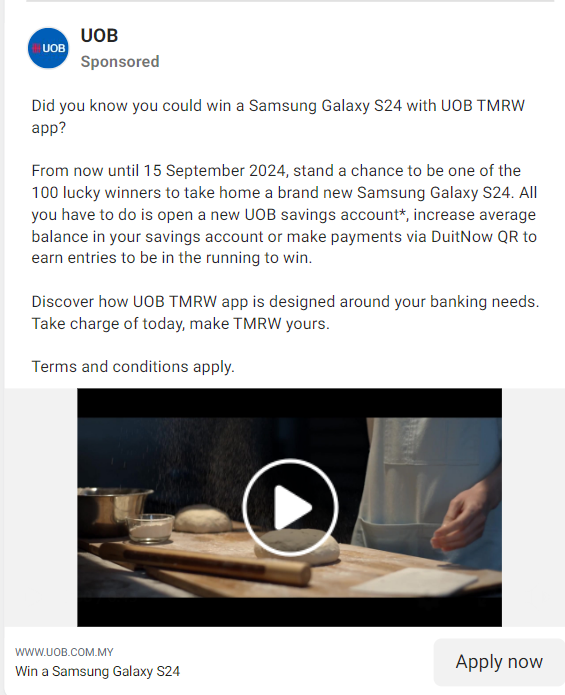 UOB
UOB
Sponsored
Did you know you could win a Samsung Galaxy S24 with UOB TMRW
app?
From now until 15 September 2024, stand a chance to be one of the
100 lucky winners to take home a brand new Samsung Galaxy S24. All
you have to do is open a new UOB savings account*, increase average
balance in your savings account or make payments via DuitNow QR to
earn entries to be in the running to win.
Discover how UOB TMRW app is designed around your banking needs.
Take charge of today, make TMRW yours.
Terms and conditions apply.
WWW.UOB.COM.MY
Win a Samsung Galaxy S24
Apply now